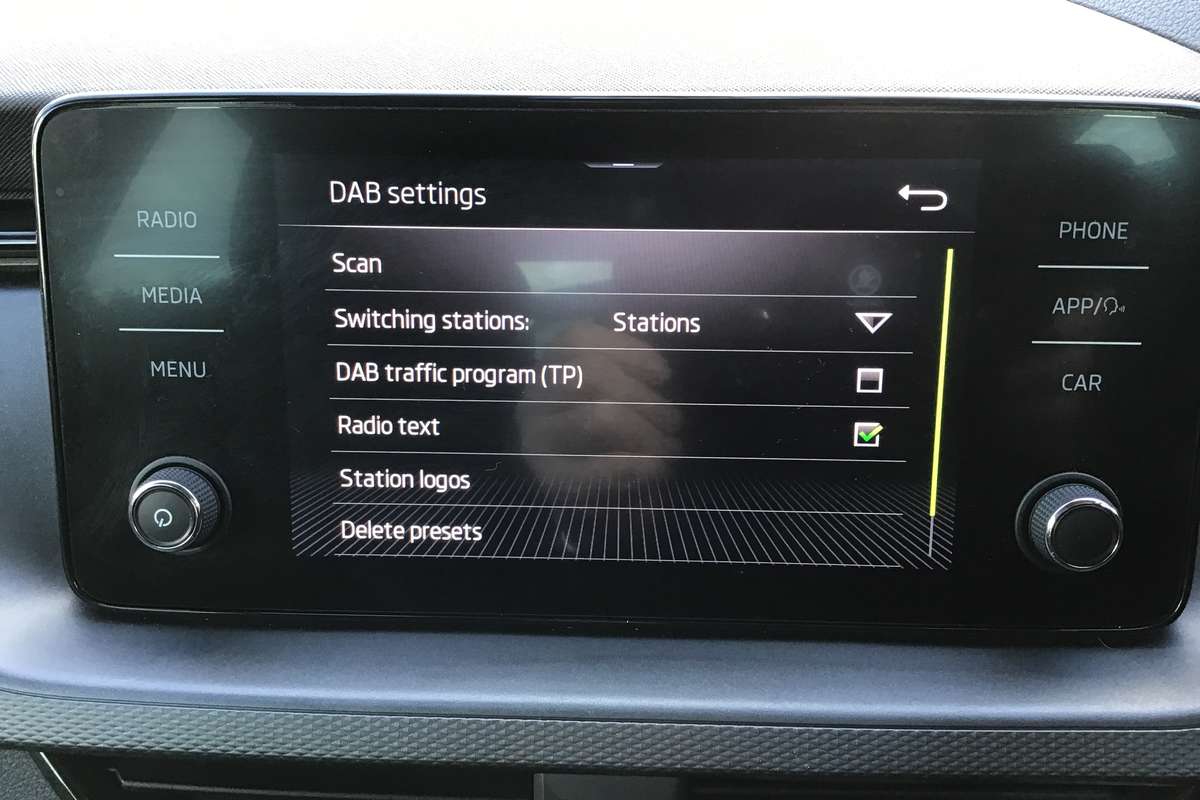 DAB settings
RADIO
MEDIA
MENU
Scan
Switching stations: Stations
DAB traffic program (TP)
Radio text
Station logos
Delete presets
PHONE
APP/
CAR